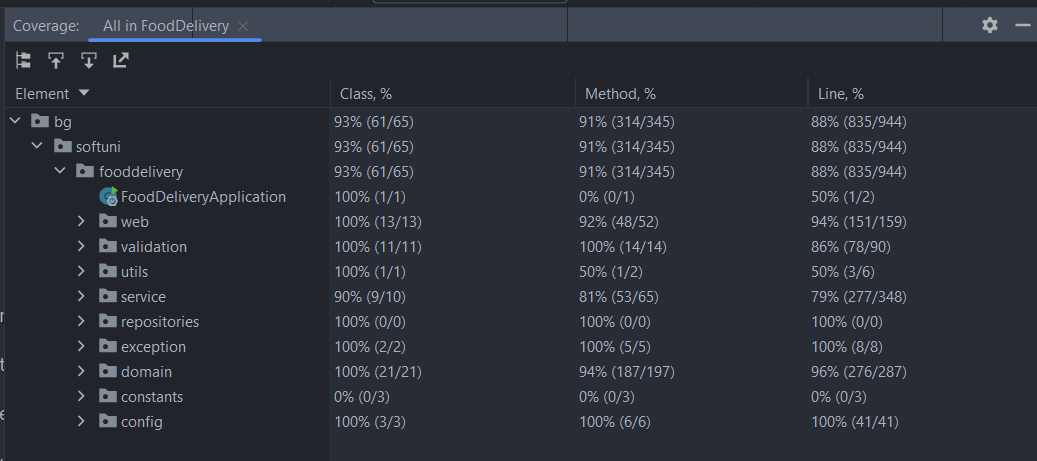 Coverage: All in FoodDelivery
Element Class, % Method, % Line, %
bg 93% (61/65) 91% (314/345) 88% (835/944)
softuni 93% (61/65) 91% (314/345) 88% (835/944)
fooddelivery 93% (61/65) 91% (314/345) 88% (835/944)
FoodDeliveryApplication 100% (1/1) 0% (0/1) 50% (1/2)
web 100% (13/13) 92% (48/52) 94% (151/159)
validation 100% (11/11) 100% (14/14) 86% (78/90)
utils 100% (1/1) 50% (1/2) 50% (3/6)
service 90% (9/10) 81% (53/65) 79% (277/348)
repositories 100% (0/0) 100% (0/0) 100% (0/0)
exception 100% (2/2) 100% (5/5) 100% (8/8)
domain 100% (21/21) 94% (187/197) 96% (276/287)
constants 0% (0/3) 0% (0/3) 0% (0/3)
config 100% (3/3) 100% (6/6) 100% (41/41)